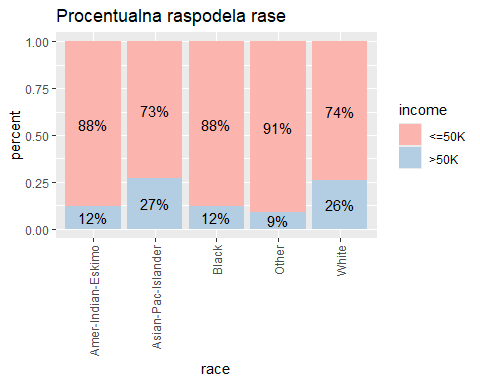 Procentualna raspodela rase
percent
1.00
0.75
0.50
0.25
0.00
88% 73% 88% 91% 74%
12% 27% 12% 9% 26%
Amer-Indian-Eskimo
Asian-Pac-Islander
Black
Other
White
race
income
<=50K
>50K